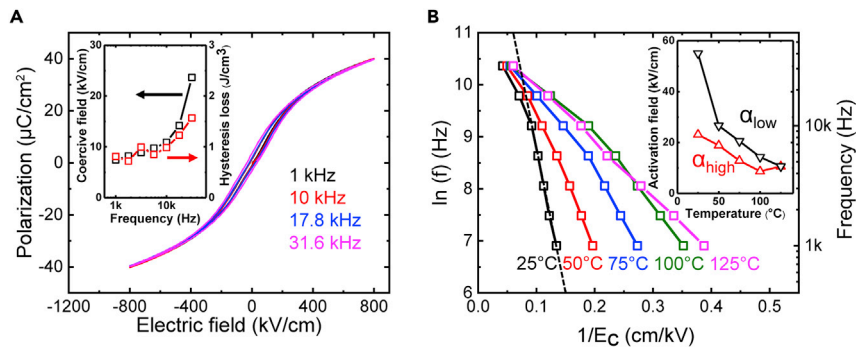 A
Polarization (μC/cm²)
40
20
0
-20
-40
-1200
-800
-400
0
400
800
Electric field (kV/cm)
1 kHz
10 kHz
17.8 kHz
31.6 kHz
Coercive field (kV/cm)
30
20
10
0
1k
10k
Frequency (Hz)
3
2
1
0
Hysteresis loss (J/cm³)
B
ln (f) (Hz)
11
10
9
8
7
6
0.0
0.1
0.2
0.3
0.4
0.5
1/EC (cm/kV)
10k
1k
Frequency (Hz)
25°C
50°C
75°C
100°C
125°C
Activation field (kV/cm)
60
40
20
0
50
100
Temperature (°C)
αlow
αhigh